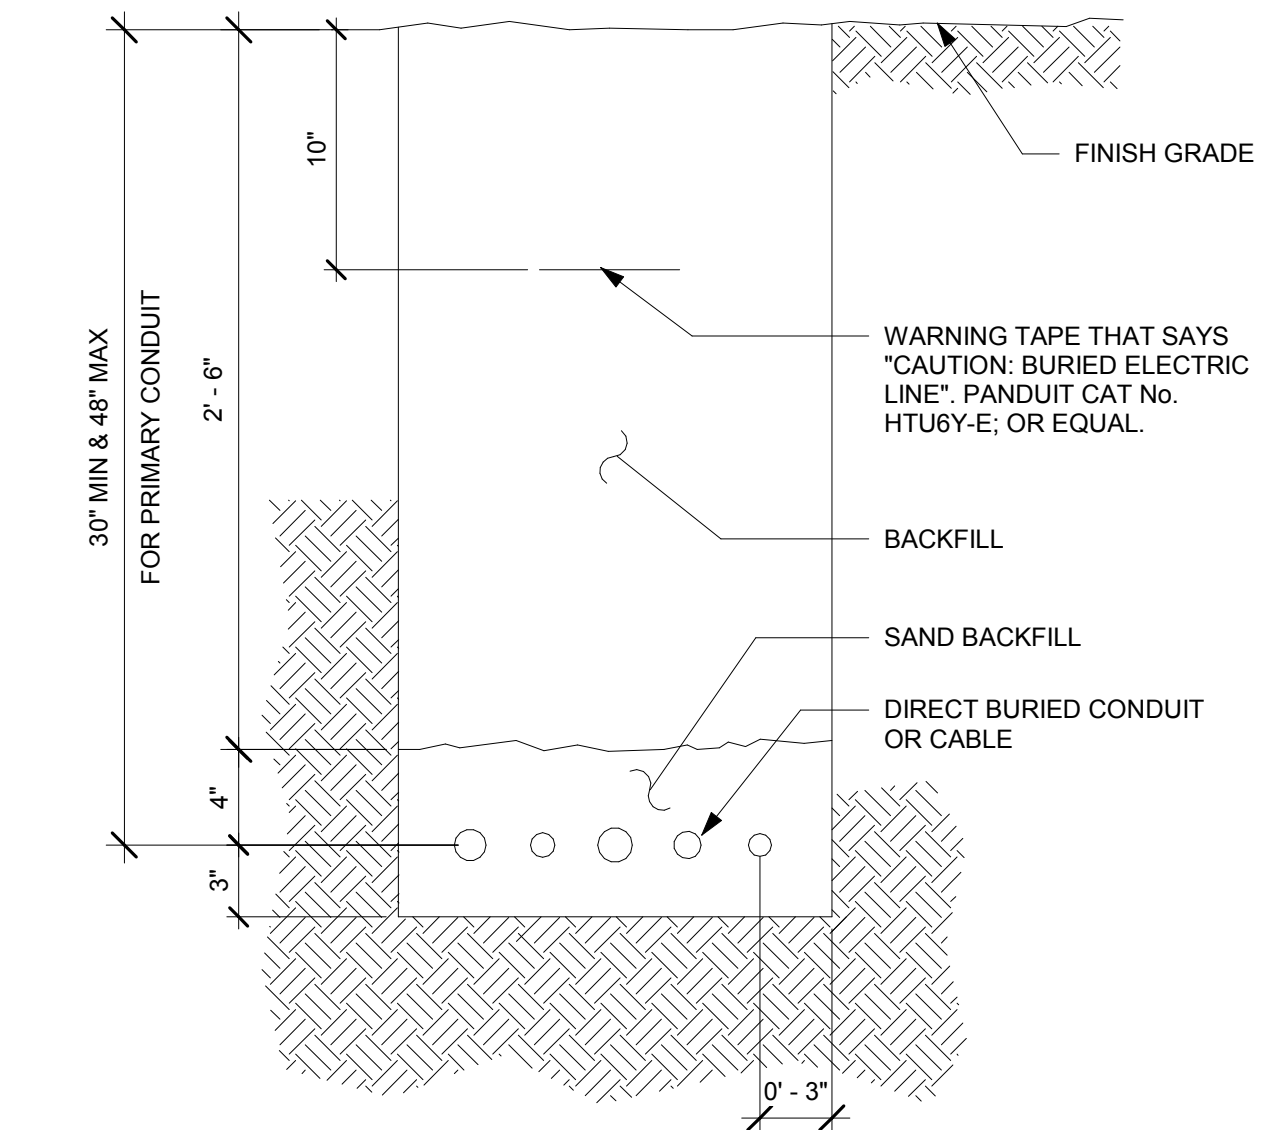 10"
FINISH GRADE
30" MIN & 48" MAX
FOR PRIMARY CONDUIT
2' - 6"
WARNING TAPE THAT SAYS
"CAUTION: BURIED ELECTRIC
LINE". PANDUIT CAT No.
HTU6Y-E; OR EQUAL.
BACKFILL
SAND BACKFILL
DIRECT BURIED CONDUIT
OR CABLE
4"
3"
0' - 3"